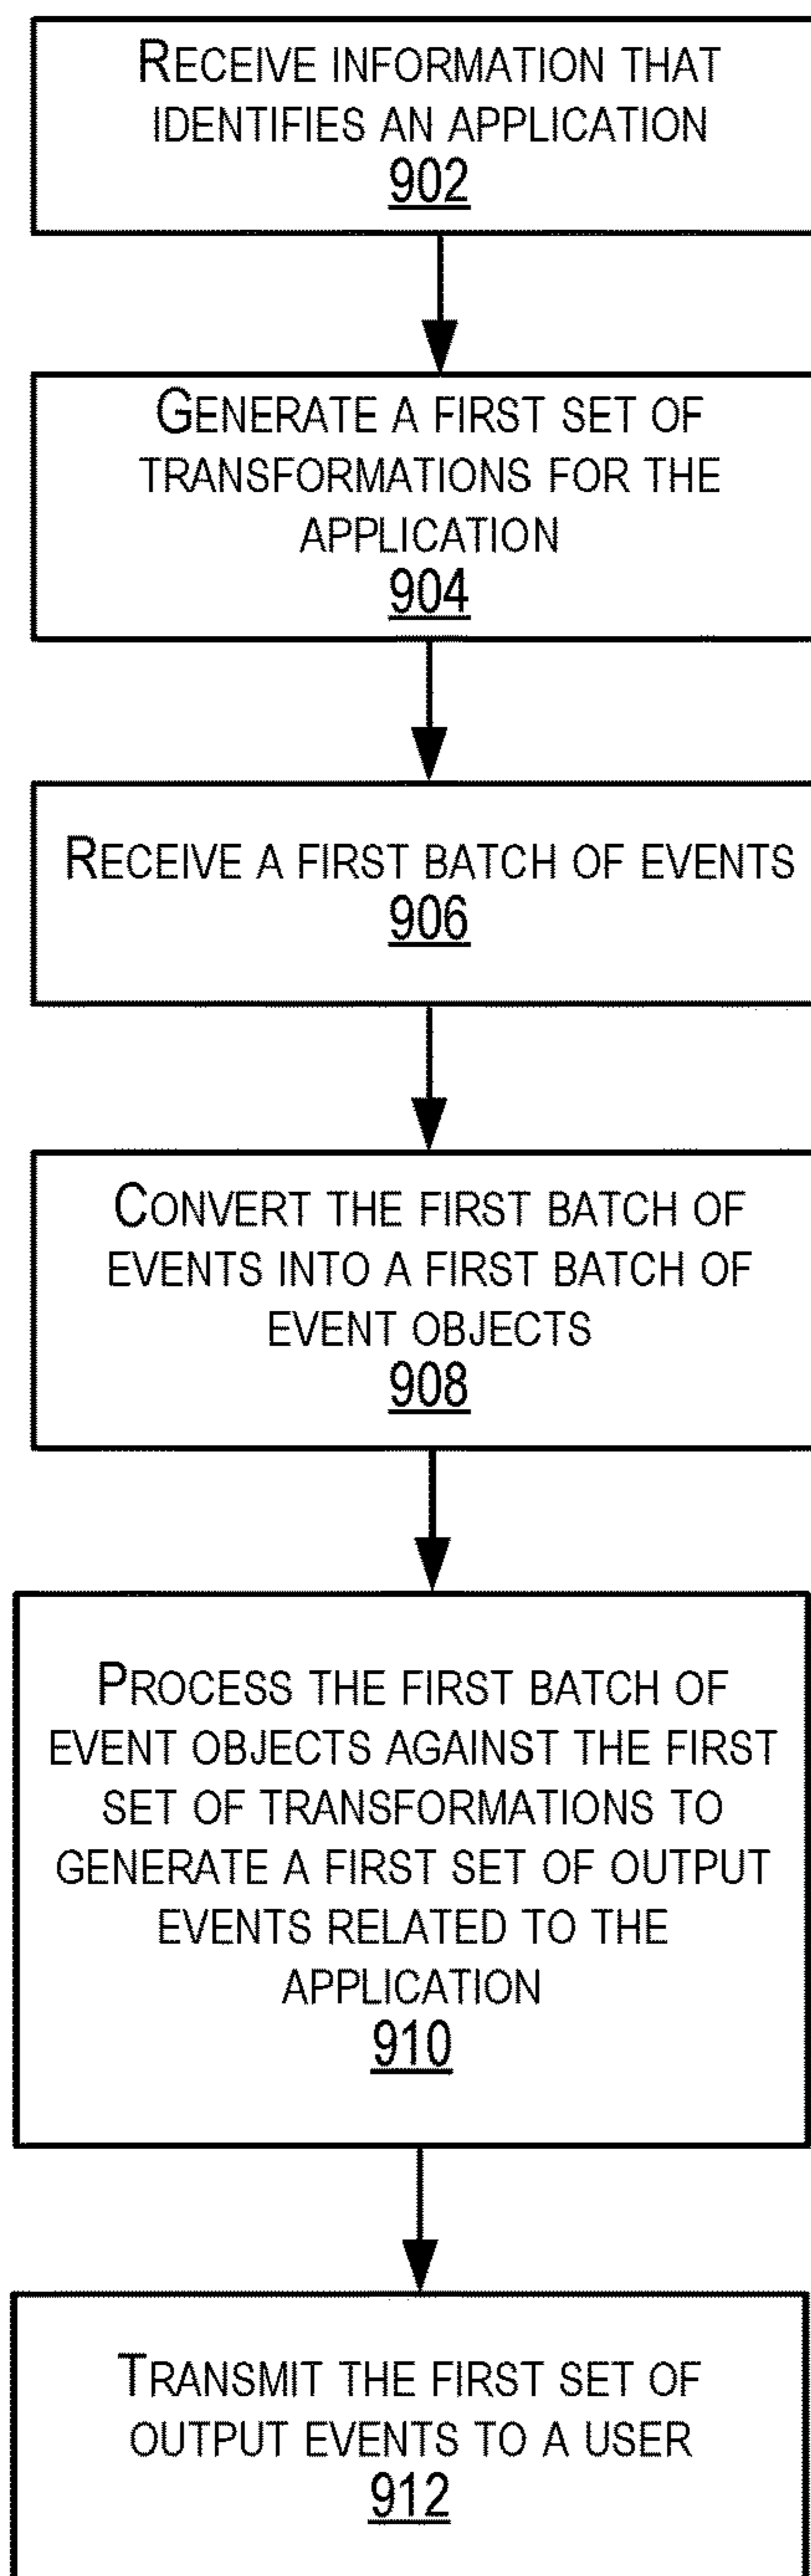 RECEIVE INFORMATION THAT
IDENTIFIES AN APPLICATION
902
GENERATE A FIRST SET OF
TRANSFORMATIONS FOR THE
APPLICATION
904
RECEIVE A FIRST BATCH OF EVENTS
906
CONVERT THE FIRST BATCH OF
EVENTS INTO A FIRST BATCH OF
EVENT OBJECTS
908
PROCESS THE FIRST BATCH OF
EVENT OBJECTS AGAINST THE FIRST
SET OF TRANSFORMATIONS TO
GENERATE A FIRST SET OF OUTPUT
EVENTS RELATED TO THE
APPLICATION
910
TRANSMIT THE FIRST SET OF
OUTPUT EVENTS TO A USER
912